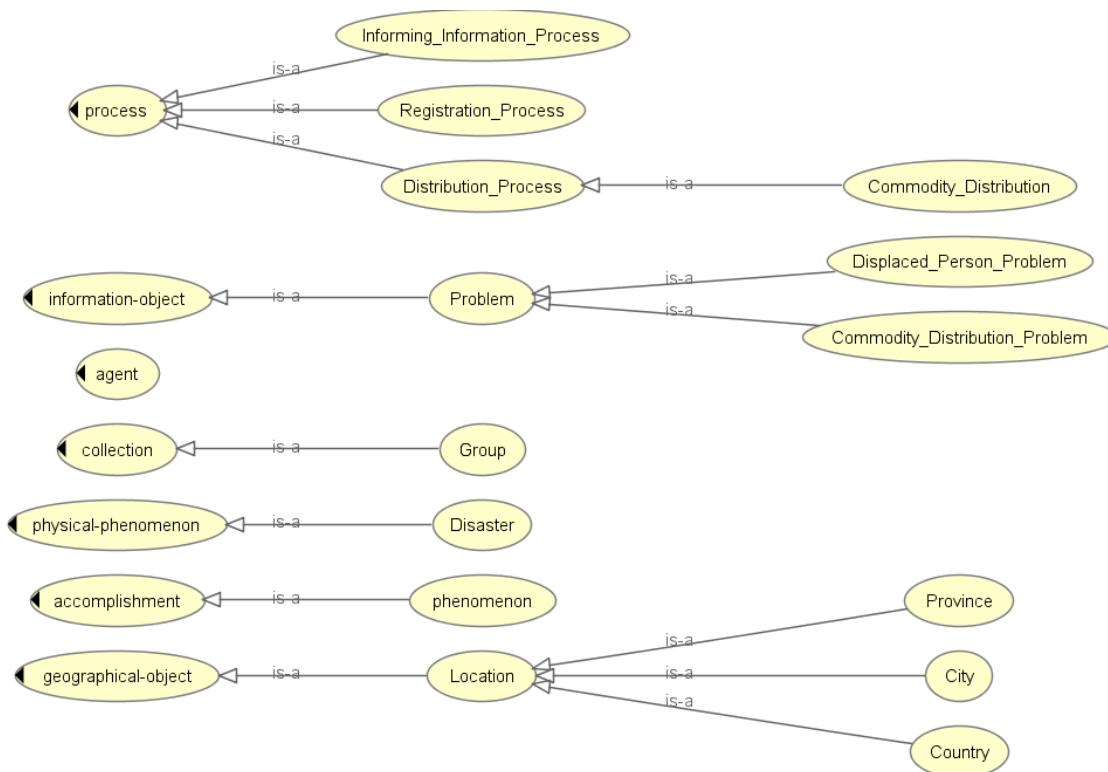 Informing_Information_Process
is-a
process
is-a
Registration_Process
is-a
Distribution_Process
is-a
Commodity_Distribution
Displaced_Person_Problem
is-a
information-object
is-a
Problem
is-a
Commodity_Distribution_Problem
agent
collection
is-a
Group
physical-phenomenon
is-a
Disaster
accomplishment
is-a
phenomenon
Province
is-a
geographical-object
is-a
Location
is-a
City
is-a
Country